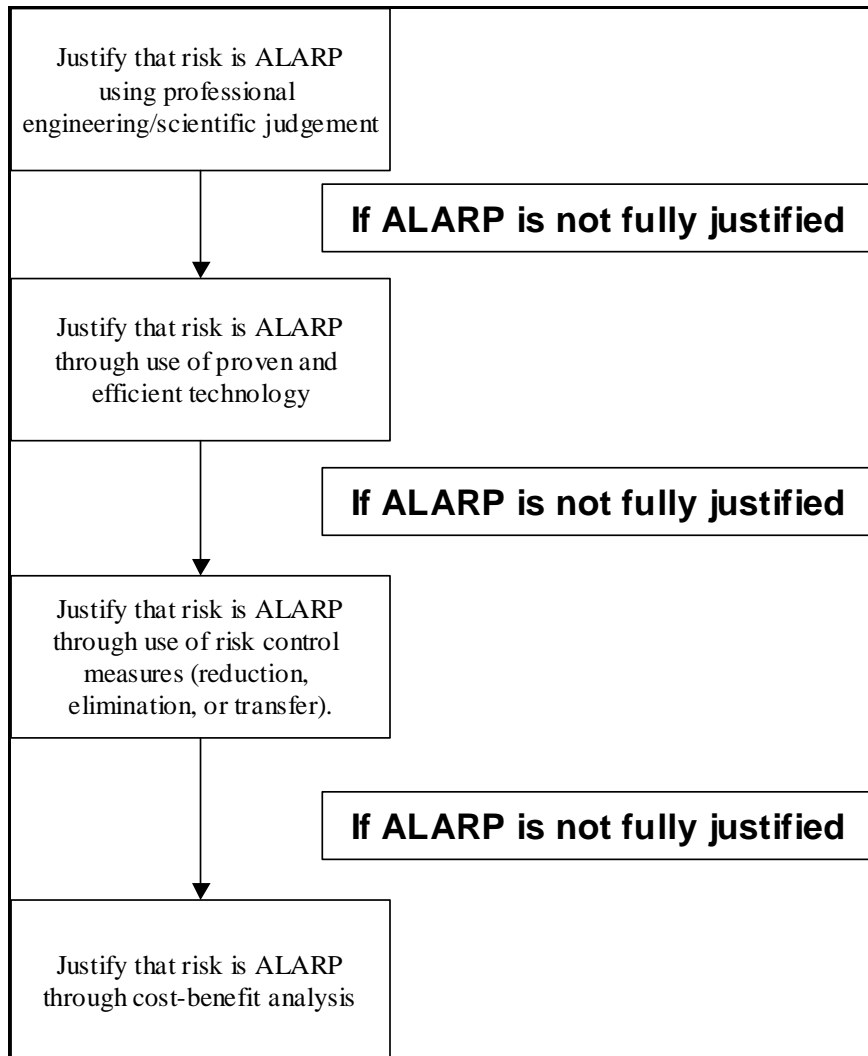 Justify that risk is ALARP
using professional
engineering/scientific judgement
If ALARP is not fully justified
Justify that risk is ALARP
through use of proven and
efficient technology
If ALARP is not fully justified
Justify that risk is ALARP
through use of risk control
measures (reduction,
elimination, or transfer).
If ALARP is not fully justified
Justify that risk is ALARP
through cost-benefit analysis